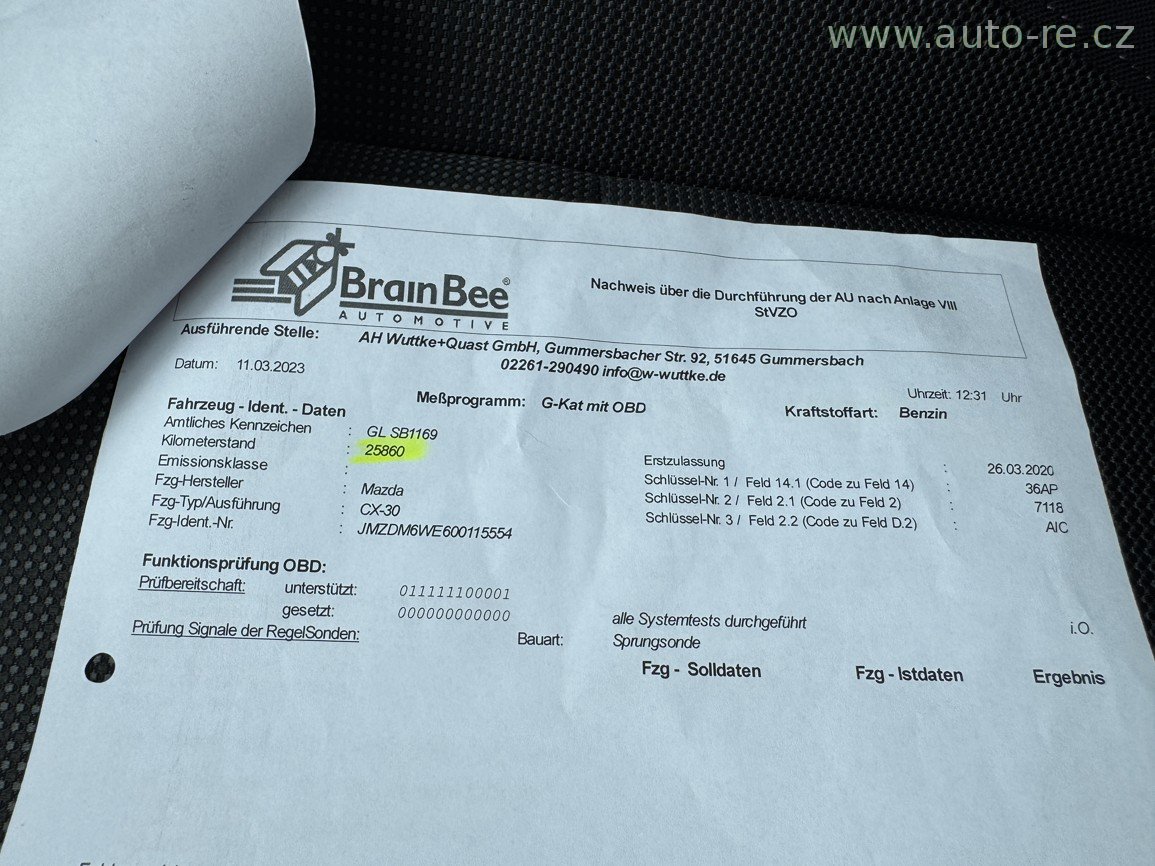 www.auto-re.cz
BrainBee®
AUTOMOTIVE
Nachweis über die Durchführung der AU nach Anlage VIII
StVZO
Ausführende Stelle: AH Wuttke+Quast GmbH, Gummersbacher Str. 92, 51645 Gummersbach
02261-290490 info@w-wuttke.de
Datum: 11.03.2023
Uhrzeit: 12:31 Uhr
Meßprogramm: G-Kat mit OBD
Kraftstoffart: Benzin
Fahrzeug - Ident. - Daten
Amtliches Kennzeichen : GL SB1169
Kilometerstand : 25860
Emissionsklasse :
Fzg-Hersteller : Mazda
Fzg-Typ/Ausführung : CX-30
Fzg-Ident.-Nr. : JMZDM6WE600115554
Erstzulassung : 26.03.2020
Schlüssel-Nr. 1 / Feld 14.1 (Code zu Feld 14) : 36AP
Schlüssel-Nr. 2 / Feld 2.1 (Code zu Feld 2) : 7118
Schlüssel-Nr. 3 / Feld 2.2 (Code zu Feld D.2) : AIC
Funktionsprüfung OBD:
Prüfbereitschaft: unterstützt: 011111100001
gesetzt: 000000000000 alle Systemtests durchgeführt i.O.
Prüfung Signale der RegelSonden: Bauart: Sprungsonde
Fzg - Solldaten Fzg - Istdaten Ergebnis